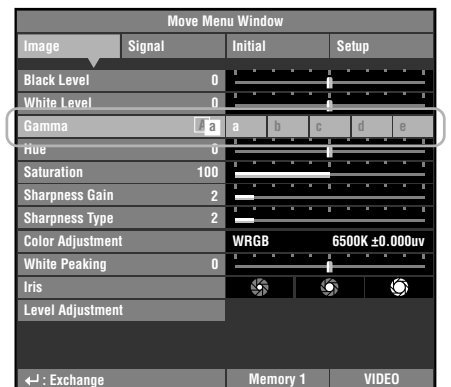 Move Menu Window
Image Signal Initial Setup
Black Level 0
White Level 0
Gamma A a a b c d e
Hue 0
Saturation 100
Sharpness Gain 2
Sharpness Type 2
Color Adjustment WRGB 6500K ±0.000uv
White Peaking 0
Iris
Level Adjustment
↵ : Exchange Memory 1 VIDEO